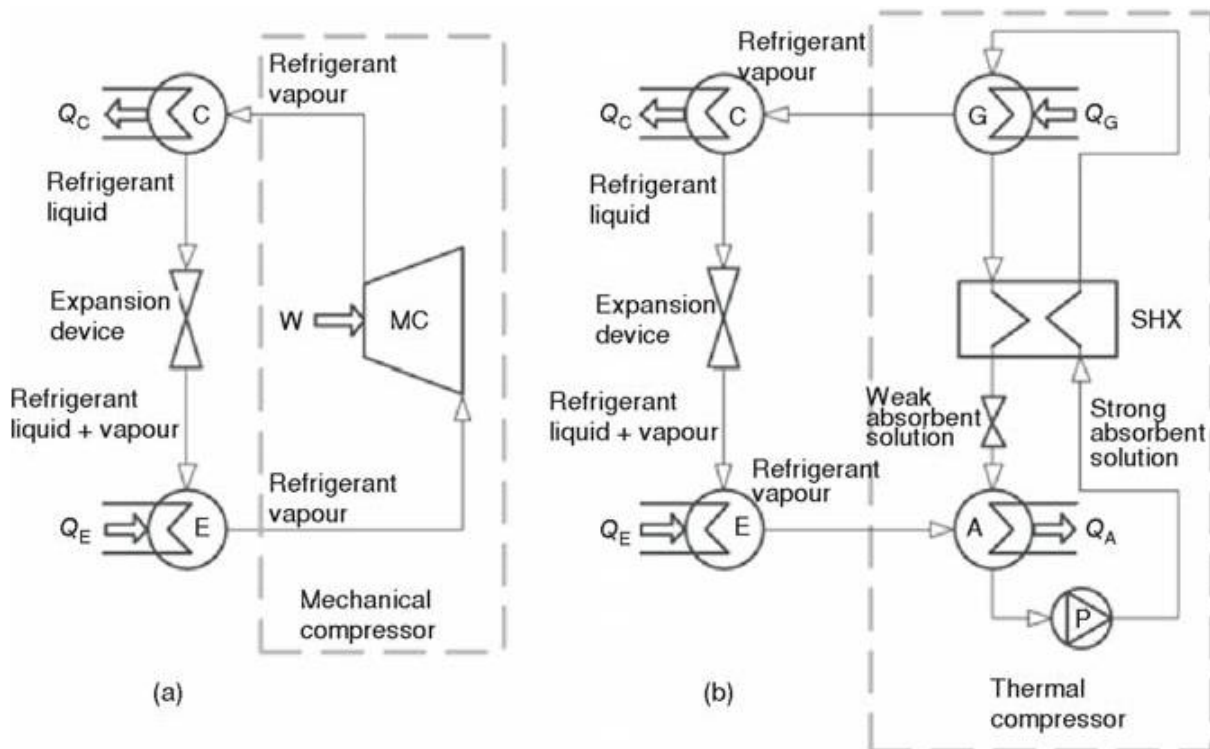 Refrigerant
vapour
Q_C
C
Refrigerant
liquid
Expansion
device
W
MC
Refrigerant
liquid + vapour
Refrigerant
vapour
Q_E
E
Mechanical
compressor
(a)
Refrigerant
vapour
Q_C
C
G
Q_G
Refrigerant
liquid
Expansion
device
SHX
Refrigerant
liquid + vapour
Weak
absorbent
solution
Strong
absorbent
solution
Refrigerant
vapour
Q_E
E
A
Q_A
P
Thermal
compressor
(b)